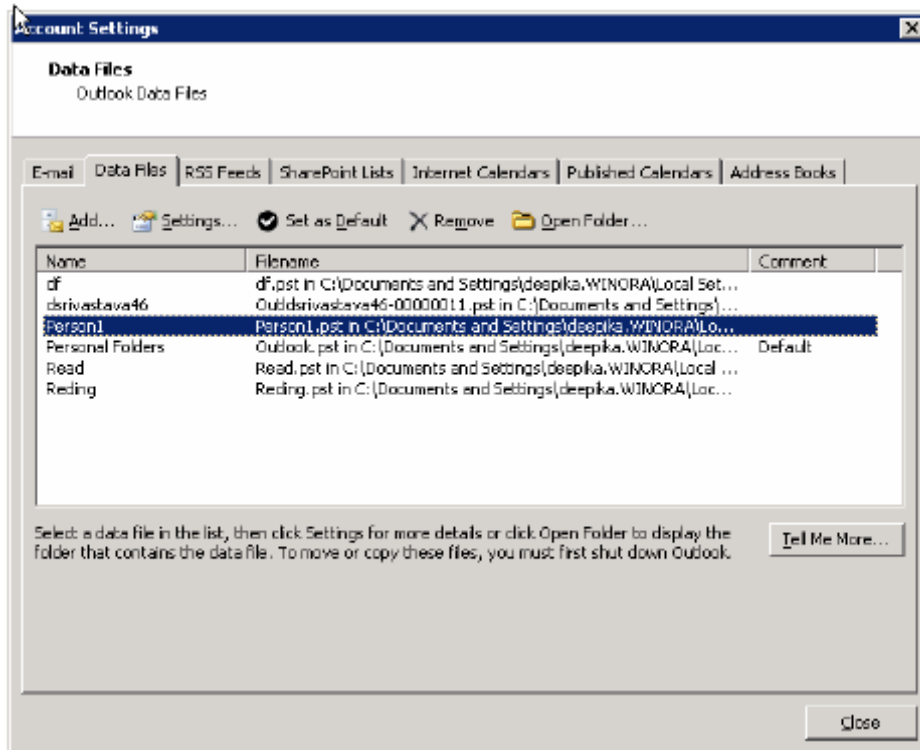 Account Settings
Data Files
Outlook Data Files
E-mail Data Files RSS Feeds SharePoint Lists Internet Calendars Published Calendars Address Books
Add... Settings... Set as Default Remove Open Folder...
Name Filename Comment
df df.pst in C:\Documents and Settings\deepika.WINORA\Local Set...
dsrivastava46 Outldsrivastava46-00000011.pst in C:\Documents and Settings\...
Person1 Person1.pst in C:\Documents and Settings\deepika.WINORA\Lo...
Personal Folders Outlook.pst in C:\Documents and Settings\deepika.WINORA\Loc... Default
Read Read.pst in C:\Documents and Settings\deepika.WINORA\Local ...
Reding Reding.pst in C:\Documents and Settings\deepika.WINORA\Loc...
Select a data file in the list, then click Settings for more details or click Open Folder to display the
folder that contains the data file. To move or copy these files, you must first shut down Outlook.
Tell Me More...
Close